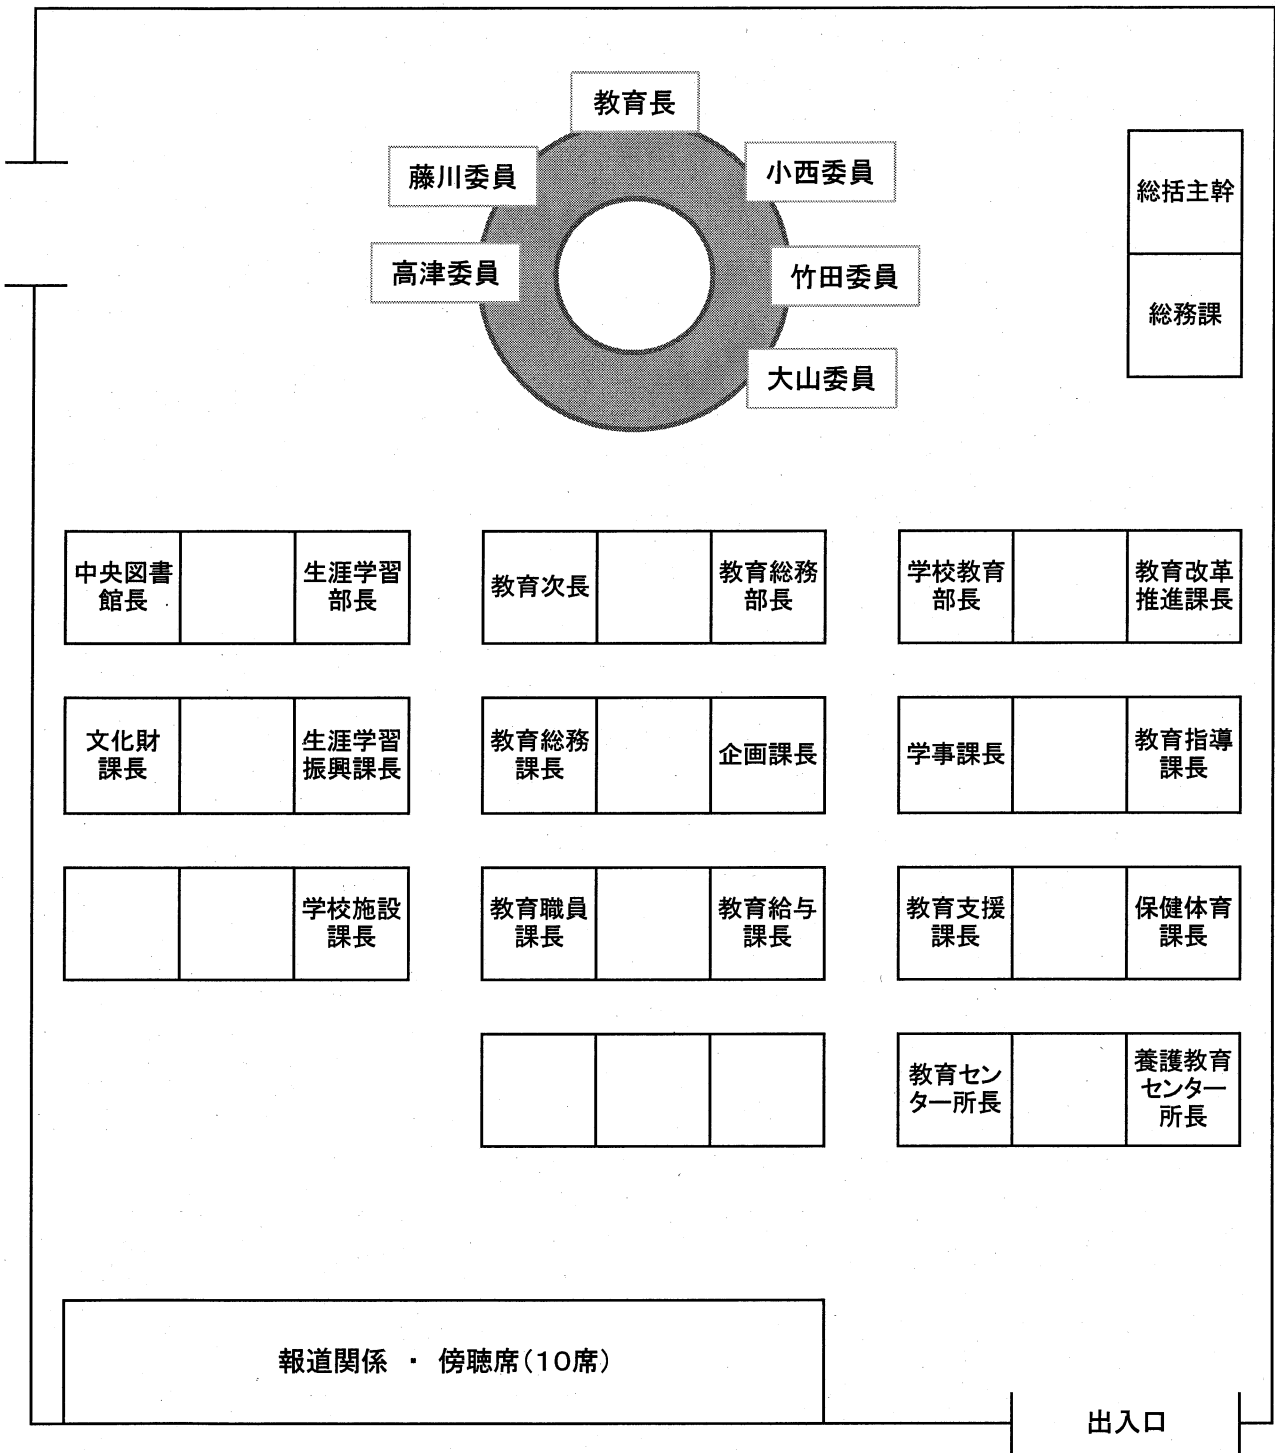 教育長
藤川委員
小西委員
高津委員
竹田委員
大山委員
総括主幹
総務課
中央図書
館長
生涯学習
部長
教育次長
教育総務
部長
学校教育
部長
教育改革
推進課長
文化財
課長
生涯学習
振興課長
教育総務
課長
企画課長
学事課長
教育指導
課長
学校施設
課長
教育職員
課長
教育給与
課長
教育支援
課長
保健体育
課長
教育セン
ター所長
養護教育
センター
所長
報道関係 ・ 傍聴席(10席)
出入口